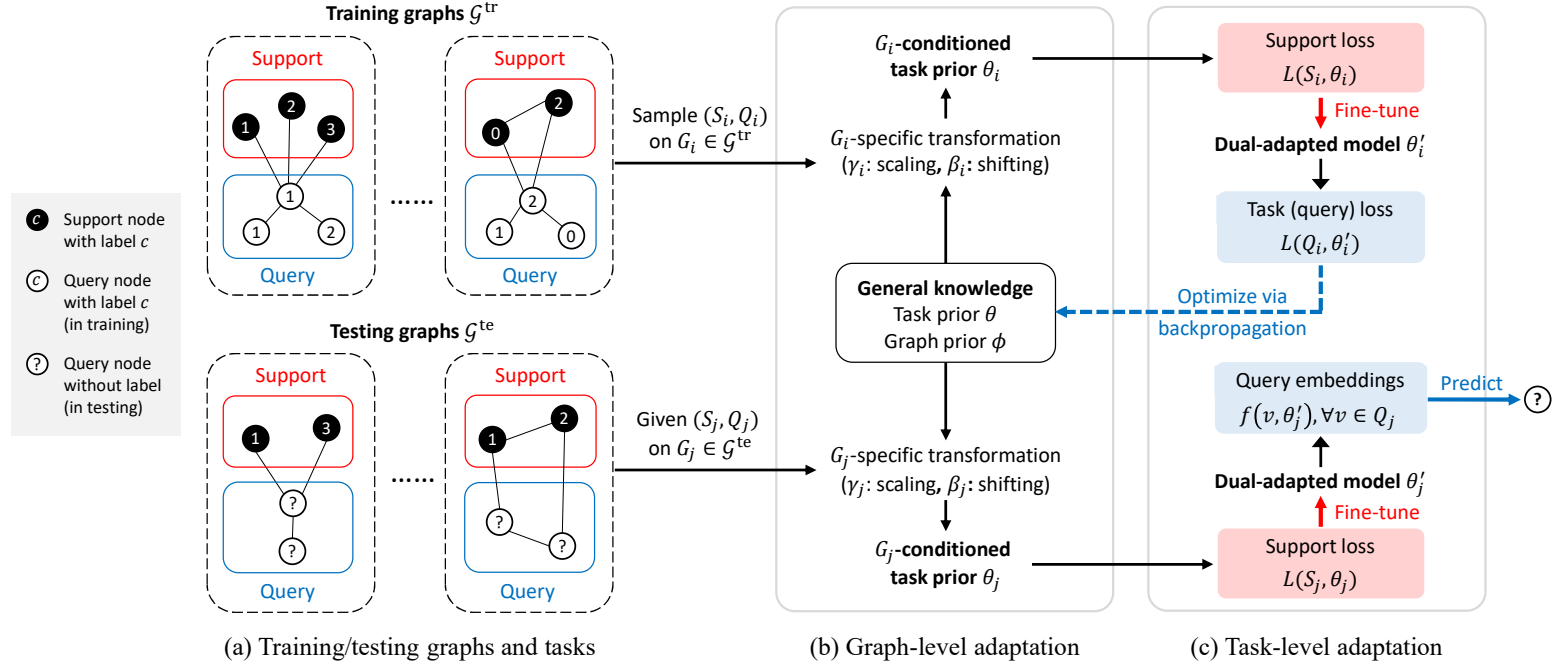 Training graphs 𝒢^tr
Support
1
2
3
1
1
2
Query
……
Support
0
2
2
1
0
Query
c Support node
with label c
c Query node
with label c
(in training)
? Query node
without label
(in testing)
Testing graphs 𝒢^te
Support
1
3
?
?
Query
……
Support
1
2
?
?
Query
Sample (S_i, Q_i)
on G_i ∈ 𝒢^tr
Given (S_j, Q_j)
on G_j ∈ 𝒢^te
G_i-conditioned
task prior θ_i
G_i-specific transformation
(γ_i: scaling, β_i: shifting)
General knowledge
Task prior θ
Graph prior ϕ
G_j-specific transformation
(γ_j: scaling, β_j: shifting)
G_j-conditioned
task prior θ_j
Support loss
L(S_i, θ_i)
Fine-tune
Dual-adapted model θ′_i
Task (query) loss
L(Q_i, θ′_i)
Optimize via
backpropagation
Query embeddings
f(v, θ′_j), ∀v ∈ Q_j
Predict
?
Dual-adapted model θ′_j
Fine-tune
Support loss
L(S_j, θ_j)
(a) Training/testing graphs and tasks
(b) Graph-level adaptation
(c) Task-level adaptation